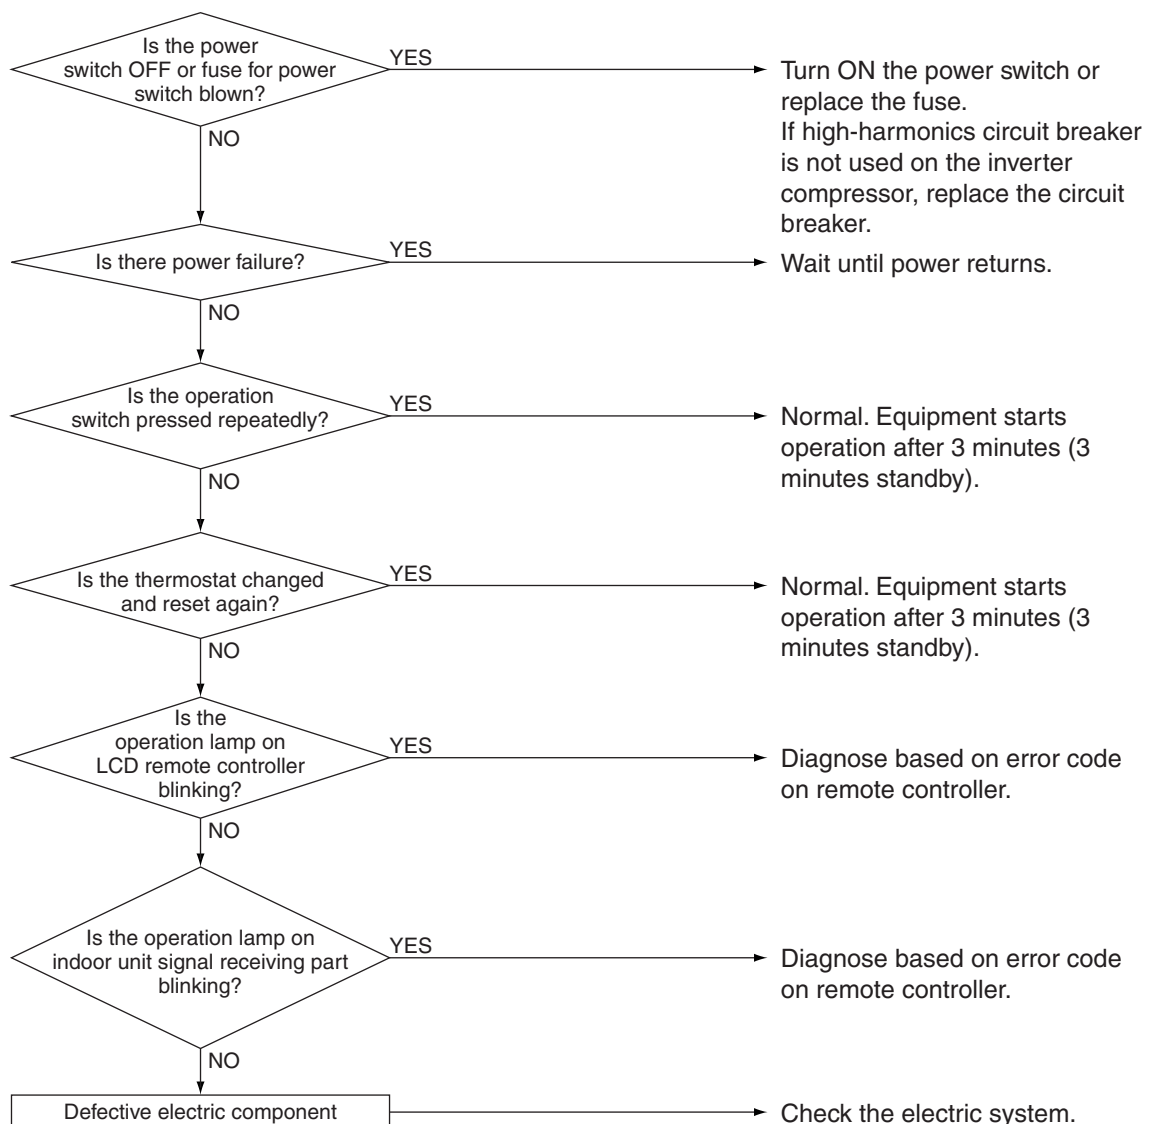 Is the power
switch OFF or fuse for power
switch blown?
YES
Turn ON the power switch or
replace the fuse.
If high-harmonics circuit breaker
is not used on the inverter
compressor, replace the circuit
breaker.
NO
Is there power failure?
YES
Wait until power returns.
NO
Is the operation
switch pressed repeatedly?
YES
Normal. Equipment starts
operation after 3 minutes (3
minutes standby).
NO
Is the thermostat changed
and reset again?
YES
Normal. Equipment starts
operation after 3 minutes (3
minutes standby).
NO
Is the
operation lamp on
LCD remote controller
blinking?
YES
Diagnose based on error code
on remote controller.
NO
Is the operation lamp on
indoor unit signal receiving part
blinking?
YES
Diagnose based on error code
on remote controller.
NO
Defective electric component
Check the electric system.